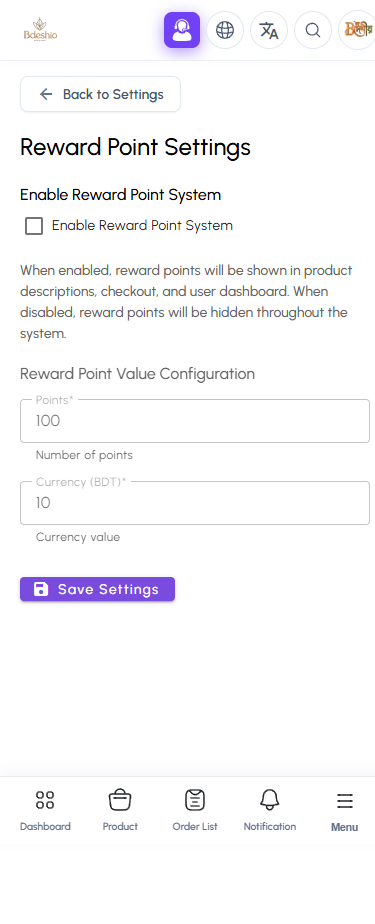 Bdeshio
Back to Settings
Reward Point Settings
Enable Reward Point System
Enable Reward Point System
When enabled, reward points will be shown in product
descriptions, checkout, and user dashboard. When
disabled, reward points will be hidden throughout the
system.
Reward Point Value Configuration
Points*
100
Number of points
Currency (BDT)*
10
Currency value
Save Settings
Dashboard
Product
Order List
Notification
Menu